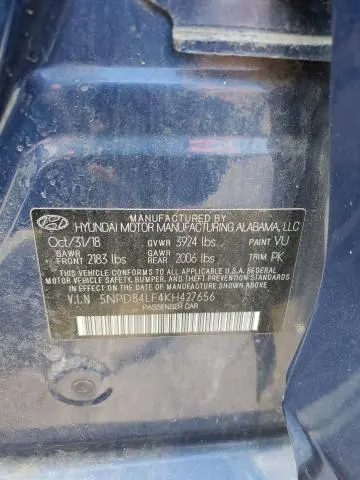 MANUFACTURED BY
HYUNDAI MOTOR MANUFACTURING ALABAMA, LLC
Oct/31/18 GVWR 3924 lbs PAINT VU
GAWR FRONT 2183 lbs GAWR REAR 2006 lbs TRIM PK
THIS VEHICLE CONFORMS TO ALL APPLICABLE U.S.A. FEDERAL
MOTOR VEHICLE SAFETY, BUMPER, AND THEFT PREVENTION STANDARDS
IN EFFECT ON THE DATE OF MANUFACTURE SHOWN ABOVE.
V.I.N 5NPD84LF4KH427656
PASSENGER CAR